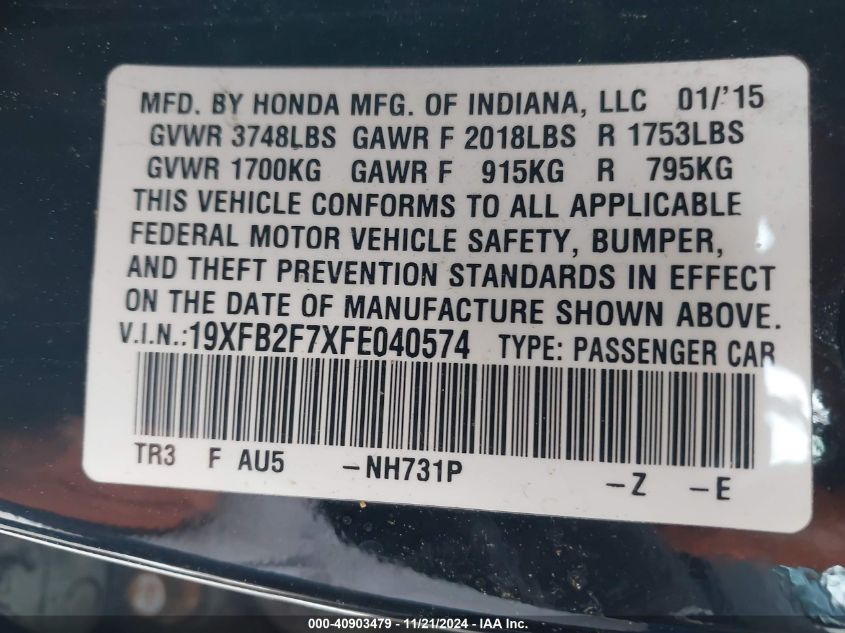 MFD. BY HONDA MFG. OF INDIANA, LLC 01/'15
GVWR 3748LBS GAWR F 2018LBS R 1753LBS
GVWR 1700KG GAWR F 915KG R 795KG
THIS VEHICLE CONFORMS TO ALL APPLICABLE
FEDERAL MOTOR VEHICLE SAFETY, BUMPER,
AND THEFT PREVENTION STANDARDS IN EFFECT
ON THE DATE OF MANUFACTURE SHOWN ABOVE.
V.I.N.:19XFB2F7XFE040574 TYPE: PASSENGER CAR
TR3 F AU5 -NH731P -Z -E
000-40903479 - 11/21/2024 - IAA Inc.